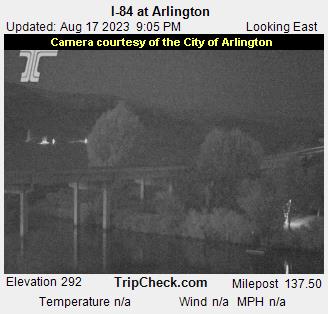 I-84 at Arlington
Updated: Aug 17 2023 9:05 PM Looking East
Camera courtesy of the City of Arlington
Elevation 292 TripCheck.com Milepost 137.50
Temperature n/a Wind n/a MPH n/a